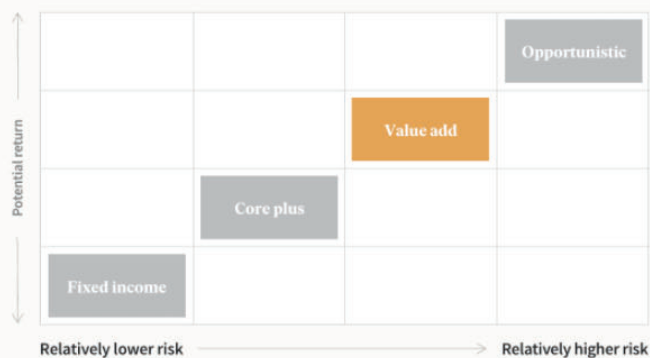 Opportunistic
Value add
Potential return
Core plus
Fixed income
Relatively lower risk
Relatively higher risk